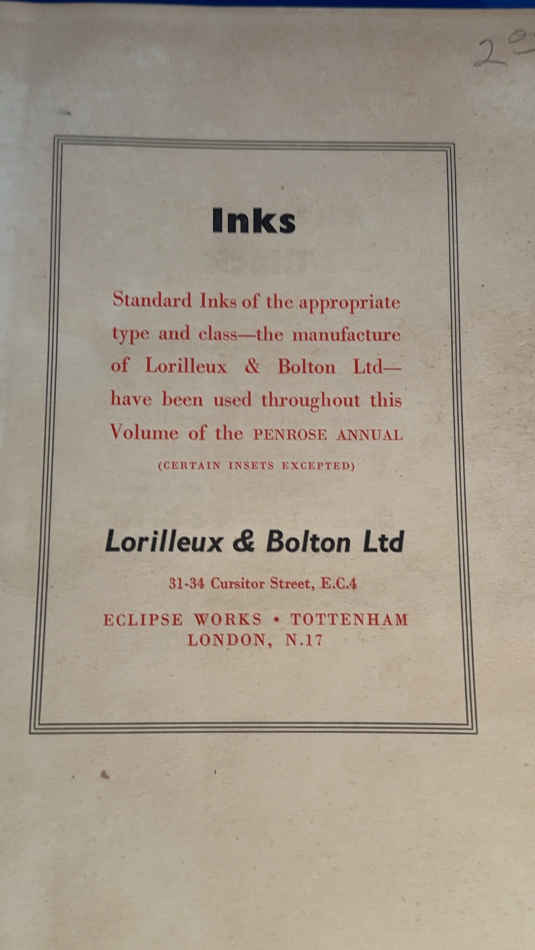 Inks
Standard Inks of the appropriate
type and class—the manufacture
of Lorilleux & Bolton Ltd—
have been used throughout this
Volume of the PENROSE ANNUAL
(CERTAIN INSETS EXCEPTED)
Lorilleux & Bolton Ltd
31-34 Cursitor Street, E.C.4
ECLIPSE WORKS • TOTTENHAM
LONDON, N.17